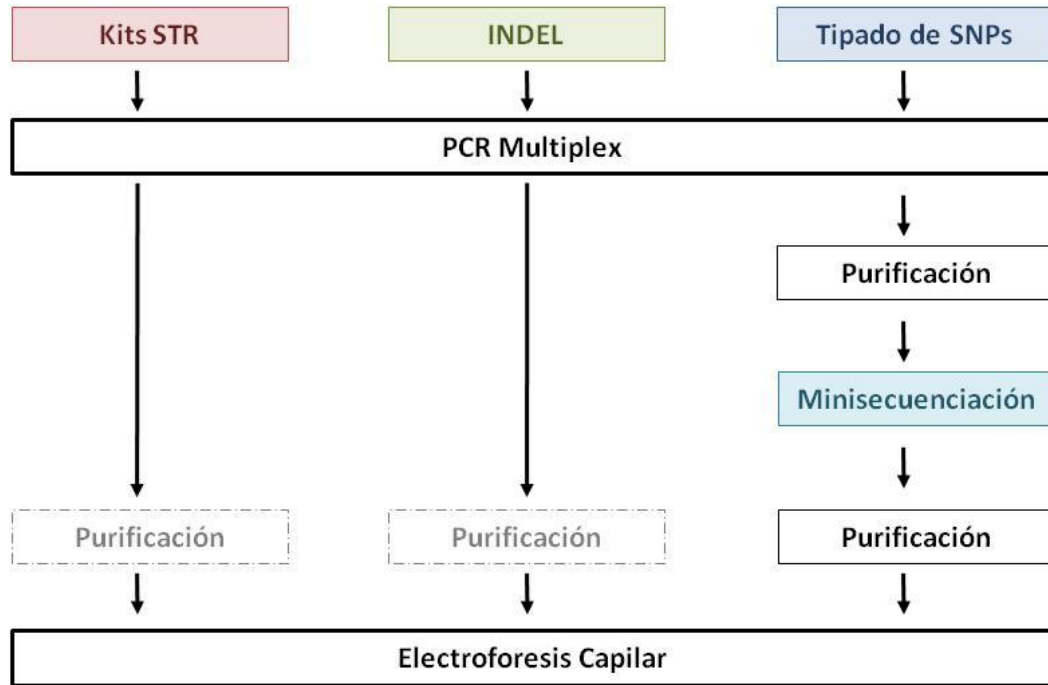 Kits STR
INDEL
Tipado de SNPs
PCR Multiplex
Purificación
Minisecuenciación
Purificación
Purificación
Purificación
Electroforesis Capilar